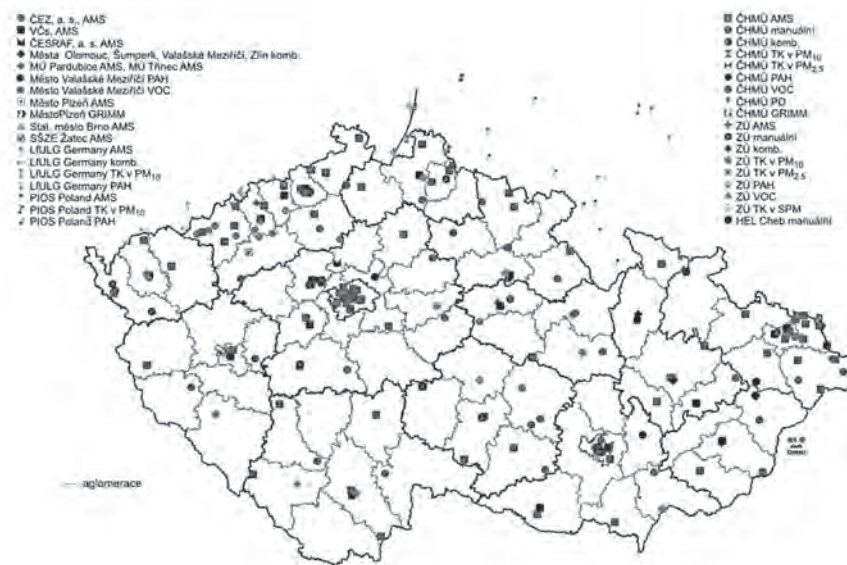 ČEZ, a. s., AMS
VČs, AMS
ČESRAF, a. s. AMS
Města Olomouc, Šumperk, Valašské Meziříčí, Zlín komb.
MÚ Pardubice AMS, MÚ Třinec AMS
Město Valašské Meziříčí PAH
Město Valašské Meziříčí VOC
Město Plzeň AMS
MěstoPlzeň GRIMM
Stat. město Brno AMS
SŠZE Žatec AMS
LfULG Germany AMS
LfULG Germany komb.
LfULG Germany TK v PM10
LfULG Germany PAH
PIOS Poland AMS
PIOS Poland TK v PM10
PIOS Poland PAH
ČHMÚ AMS
ČHMÚ manuální
ČHMÚ komb.
ČHMÚ TK v PM10
ČHMÚ TK v PM2,5
ČHMÚ PAH
ČHMÚ VOC
ČHMÚ PD
ČHMÚ GRIMM
ZÚ AMS
ZÚ manuální
ZÚ komb.
ZÚ TK v PM10
ZÚ TK v PM2,5
ZÚ PAH
ZÚ VOC
ZÚ TK v SPM
HEL Cheb manuální
aglomerace